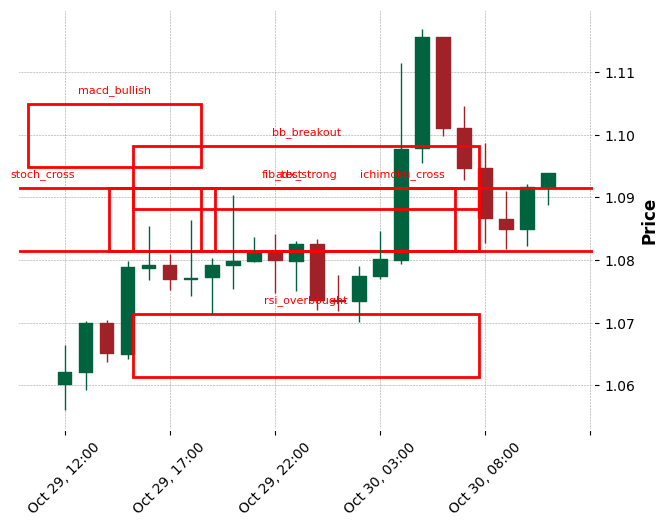 macd_bullish
bb_breakout
stoch_cross
ichimoku_cross
rsi_overbought
1.11
1.10
1.09
1.08
1.07
1.06
Price
Oct 29, 12:00
Oct 29, 17:00
Oct 29, 22:00
Oct 30, 03:00
Oct 30, 08:00